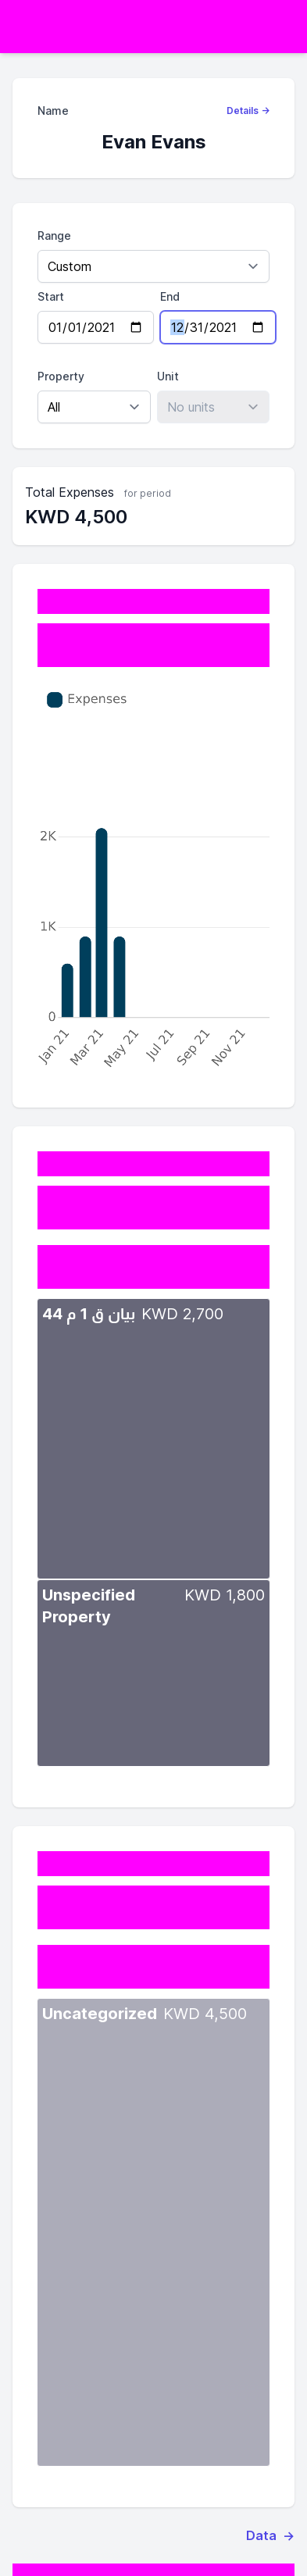 Name
Details →
Evan Evans
Range
Custom
Start
End
01/01/2021
12/31/2021
Property
Unit
All
No units
Total Expenses for period
KWD 4,500
Expenses
2K
1K
0
Jan 21
Mar 21
May 21
Jul 21
Sep 21
Nov 21
بيان ق 1 م 44
KWD 2,700
Unspecified
Property
KWD 1,800
Uncategorized KWD 4,500
Data →